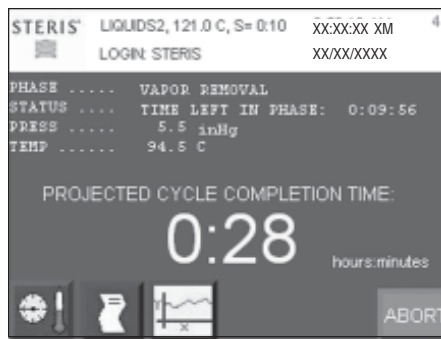 STERIS® LIQUIDS2, 121.0 C, S= 0:10 XX:XX:XX XM 4
LOGIN: STERIS XX/XX/XXXX
PHASE ..... VAPOR REMOVAL
STATUS .... TIME LEFT IN PHASE: 0:09:56
PRESS ..... 5.5 inHg
TEMP ...... 94.5 C
PROJECTED CYCLE COMPLETION TIME:
0:28
hours:minutes
X
ABORT